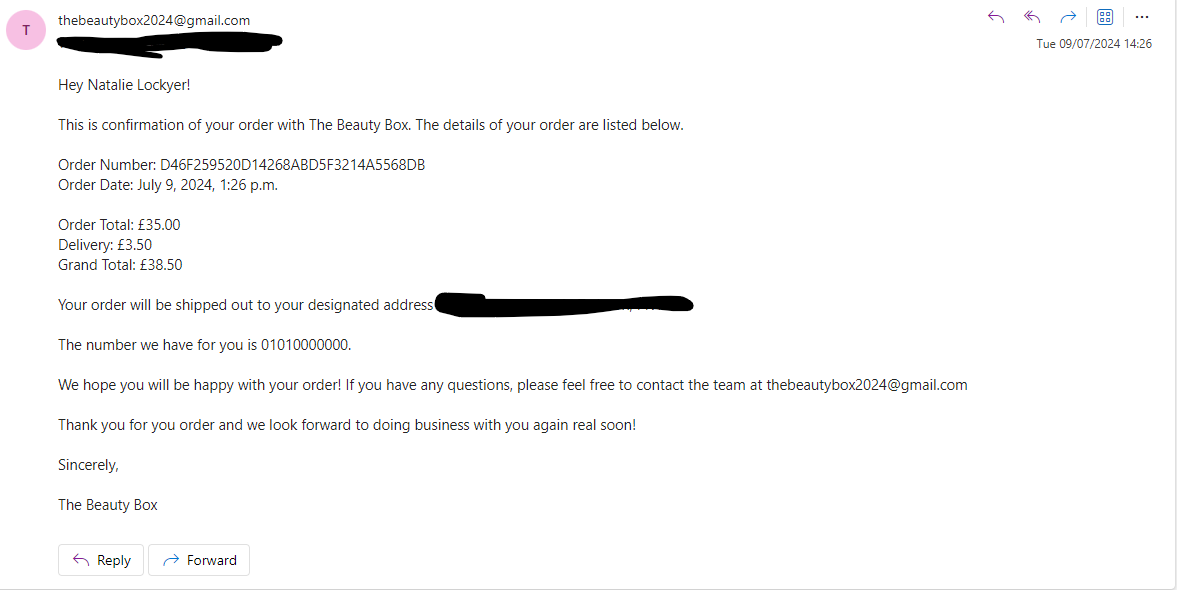 T
thebeautybox2024@gmail.com
Tue 09/07/2024 14:26
Hey Natalie Lockyer!
This is confirmation of your order with The Beauty Box. The details of your order are listed below.
Order Number: D46F259520D14268ABD5F3214A5568DB
Order Date: July 9, 2024, 1:26 p.m.
Order Total: £35.00
Delivery: £3.50
Grand Total: £38.50
Your order will be shipped out to your designated address
The number we have for you is 01010000000.
We hope you will be happy with your order! If you have any questions, please feel free to contact the team at thebeautybox2024@gmail.com
Thank you for you order and we look forward to doing business with you again real soon!
Sincerely,
The Beauty Box
Reply
Forward